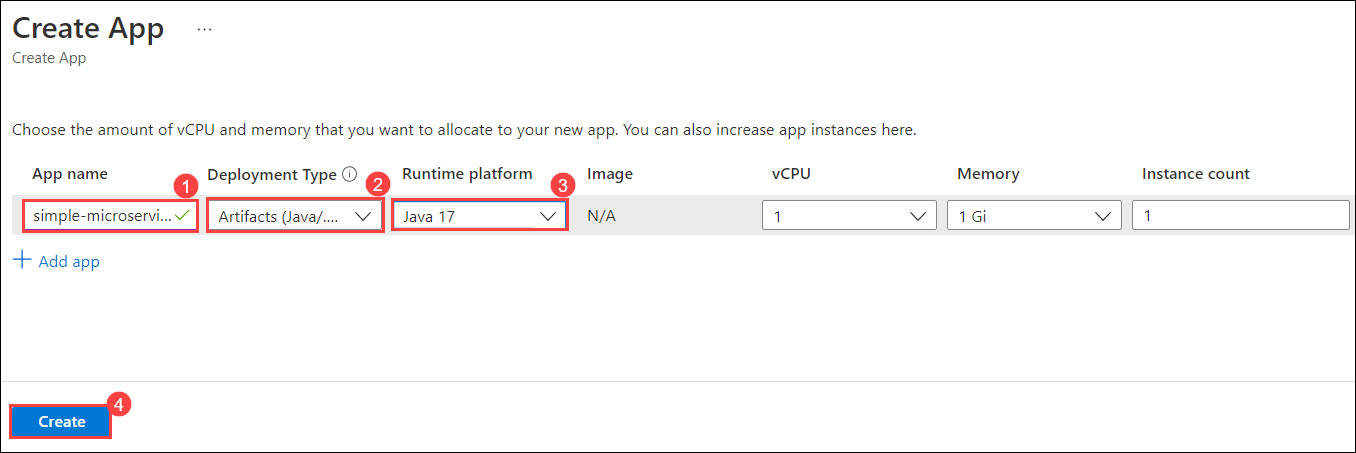 Create App ...
Create App
Choose the amount of vCPU and memory that you want to allocate to your new app. You can also increase app instances here.
App name 1 Deployment Type 2 Runtime platform 3 Image vCPU Memory Instance count
simple-microservi... Artifacts (Java/.... Java 17 N/A 1 1 Gi 1
Add app
Create 4